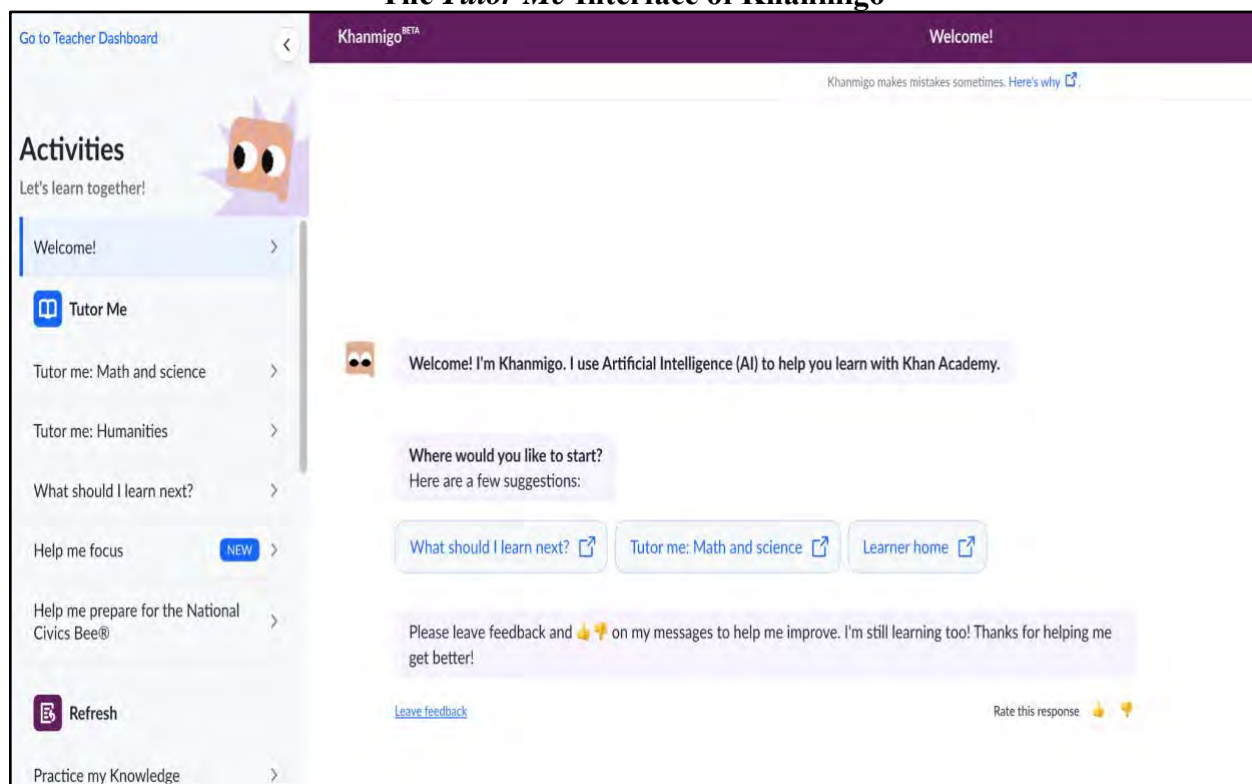 The Tutor Me Interface of Khanmigo
Go to Teacher Dashboard
Activities
Let's learn together!
Welcome!
Tutor Me
Tutor me: Math and science
Tutor me: Humanities
What should I learn next?
Help me focus NEW
Help me prepare for the National
Civics Bee®
Refresh
Practice my Knowledge
Khanmigo BETA
Welcome!
Khanmigo makes mistakes sometimes. Here's why.
Welcome! I'm Khanmigo. I use Artificial Intelligence (AI) to help you learn with Khan Academy.
Where would you like to start?
Here are a few suggestions:
What should I learn next? Tutor me: Math and science Learner home
Please leave feedback and 👍👎 on my messages to help me improve. I'm still learning too! Thanks for helping me
get better!
Leave feedback Rate this response 👍 👎